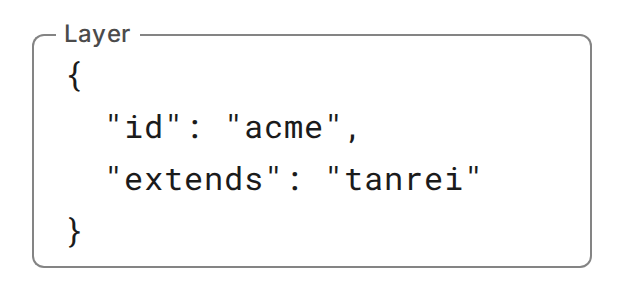 Layer
{
  "id": "acme",
  "extends": "tanrei"
}